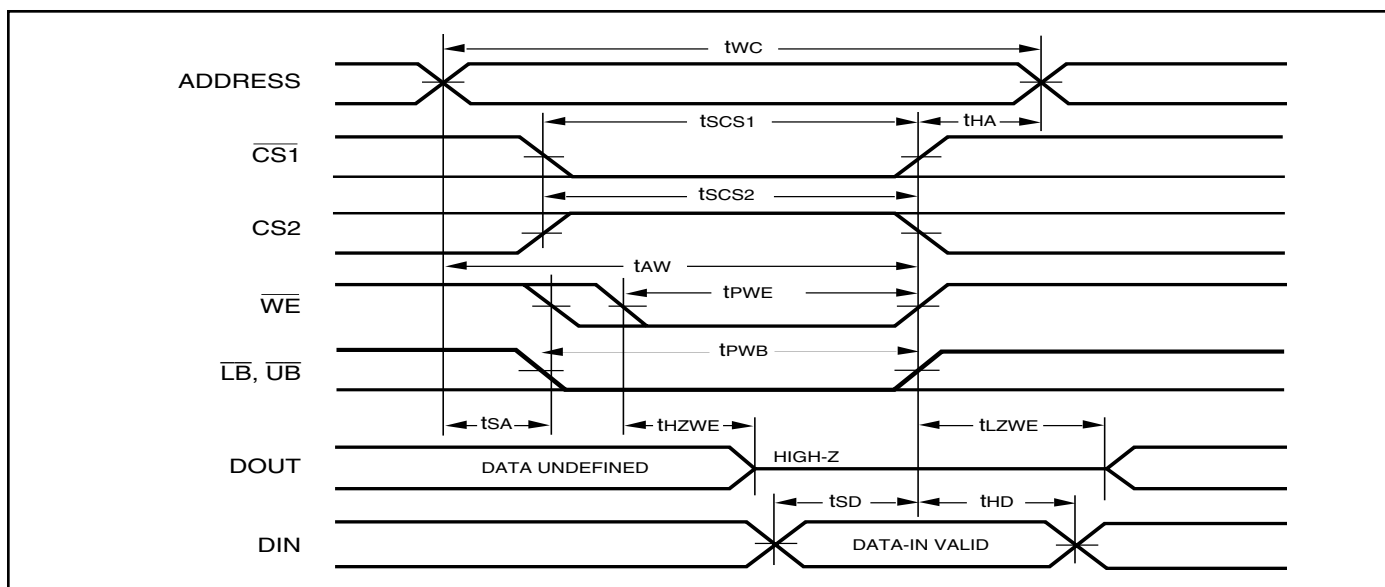 tWC
ADDRESS
tSCS1
tHA
CS1
tSCS2
CS2
tAW
WE
tPWE
tPWB
LB, UB
tSA
tHZWE
tLZWE
DOUT
DATA UNDEFINED
HIGH-Z
tSD
tHD
DIN
DATA-IN VALID